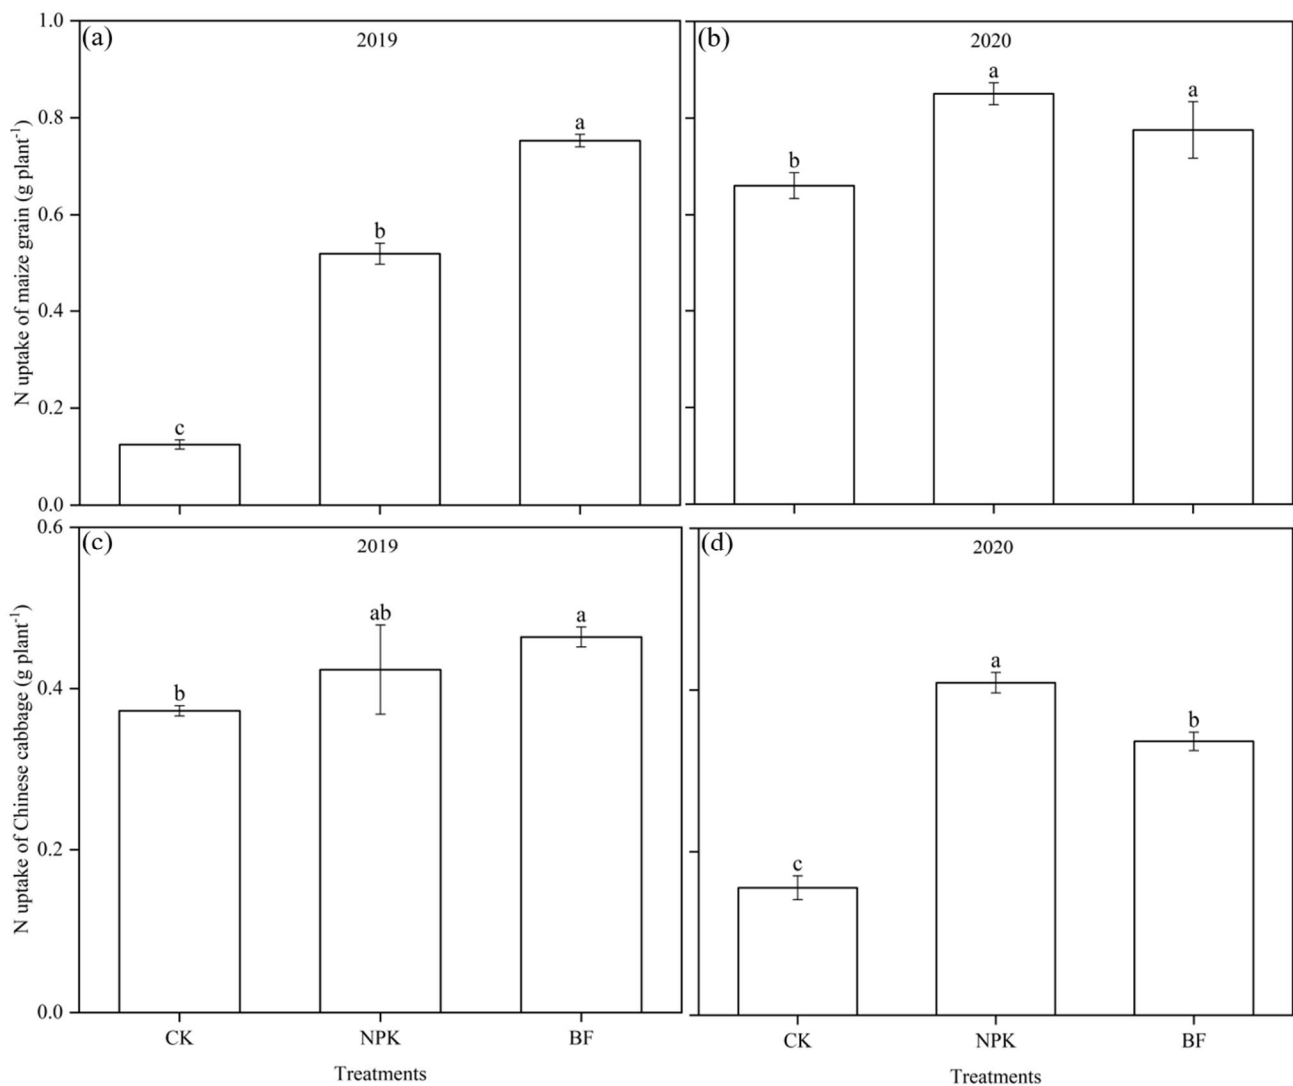 (a)
2019
N uptake of maize grain (g plant-1)
1.0
0.8
0.6
0.4
0.2
0.0
c
b
a
(b)
2020
b
a
a
(c)
2019
N uptake of Chinese cabbage (g plant-1)
0.6
0.4
0.2
0.0
b
ab
a
CK NPK BF
Treatments
(d)
2020
c
a
b
CK NPK BF
Treatments